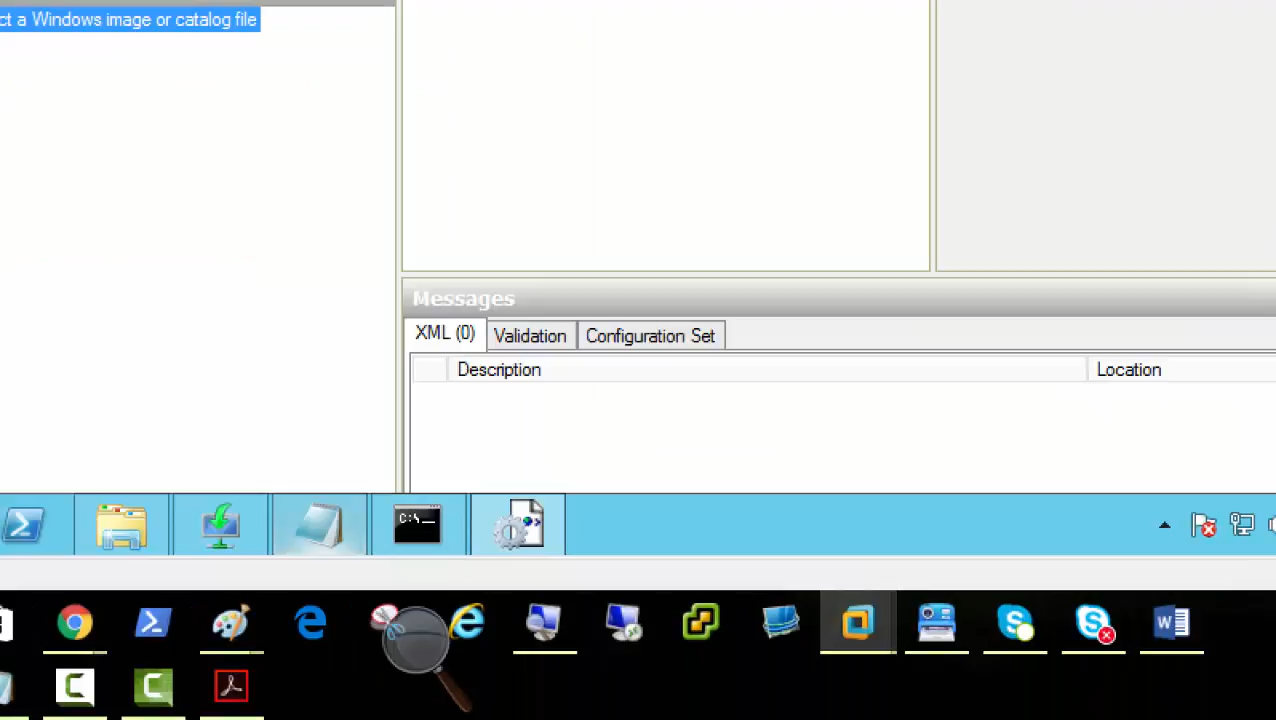 ct a Windows image or catalog file
Messages
XML (0) Validation Configuration Set
Description Location
C:\